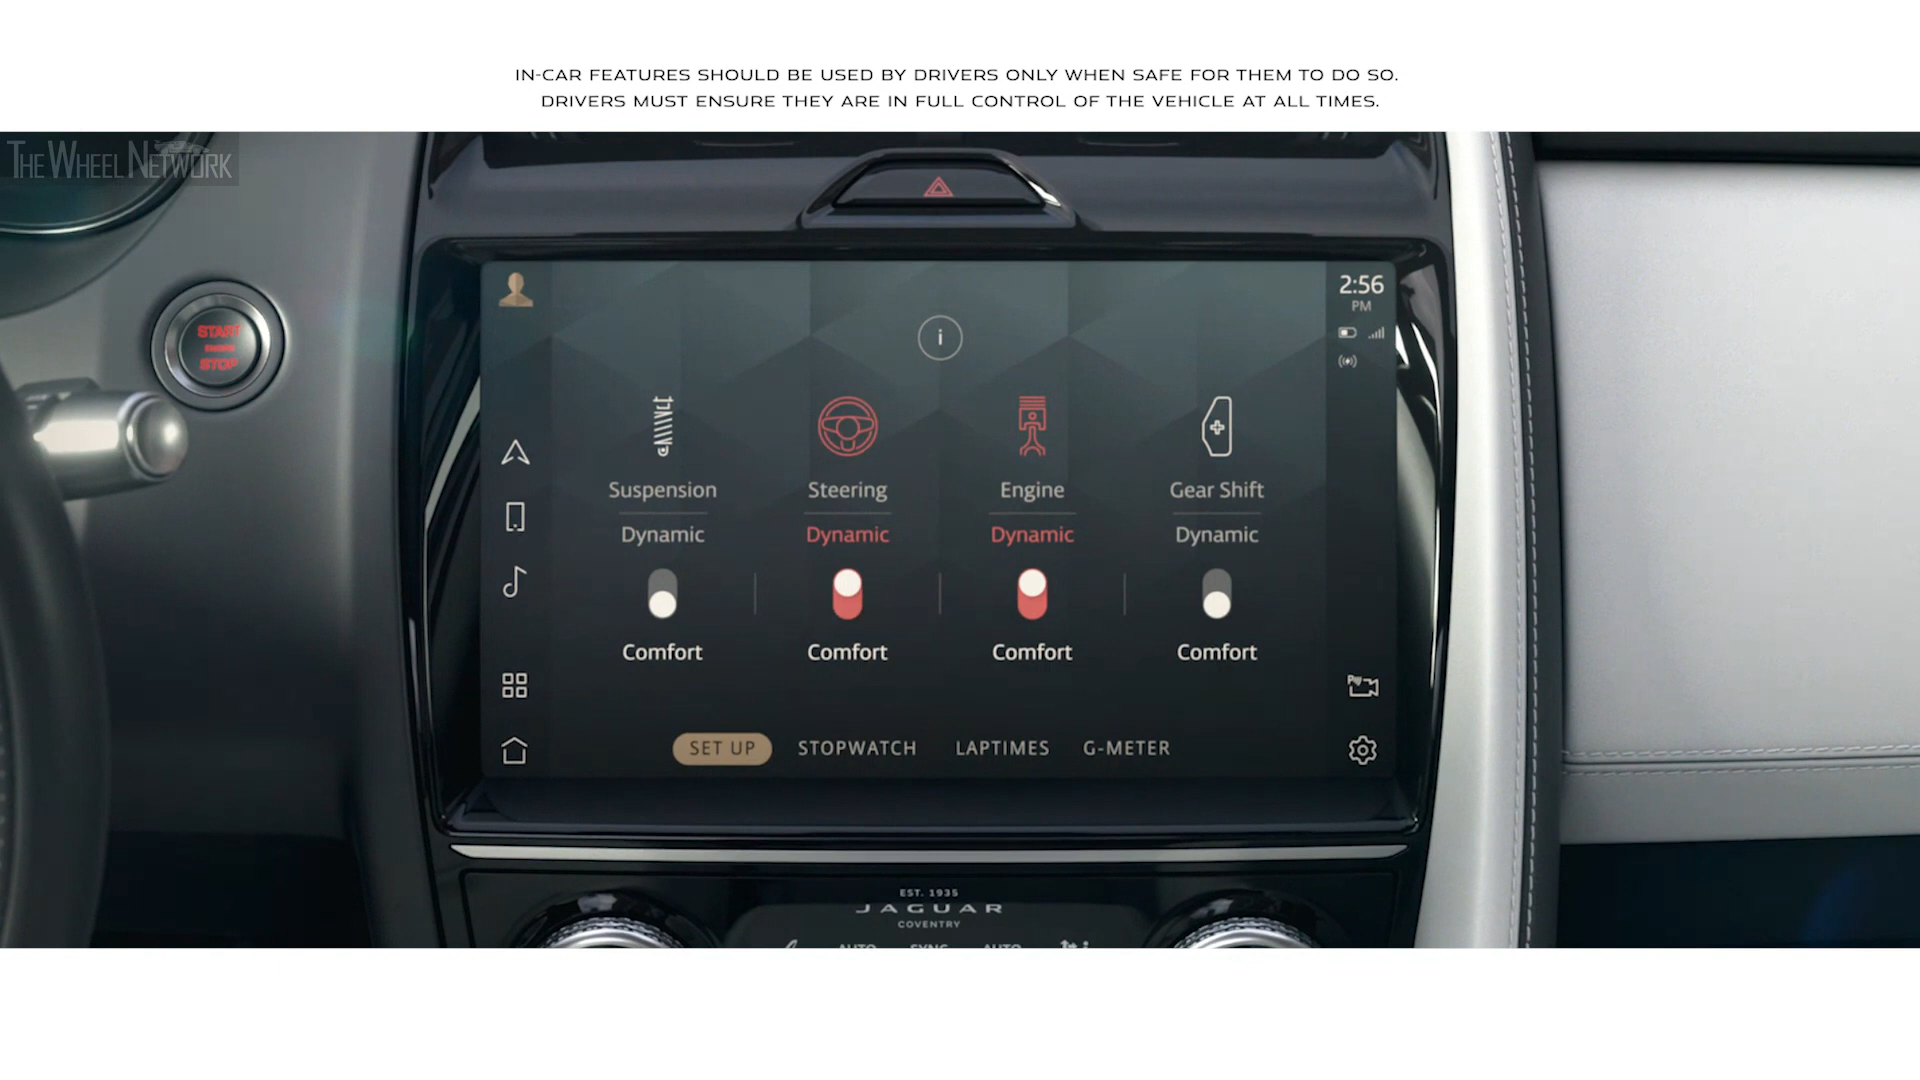 IN-CAR FEATURES SHOULD BE USED BY DRIVERS ONLY WHEN SAFE FOR THEM TO DO SO.
DRIVERS MUST ENSURE THEY ARE IN FULL CONTROL OF THE VEHICLE AT ALL TIMES.
THE WHEEL NETWORK
2:56
PM
START
STOP
i
Suspension Steering Engine Gear Shift
Dynamic Dynamic Dynamic Dynamic
Comfort Comfort Comfort Comfort
SET UP STOPWATCH LAPTIMES G-METER
EST. 1935
JAGUAR
COVENTRY
AUTO SYNC AUTO